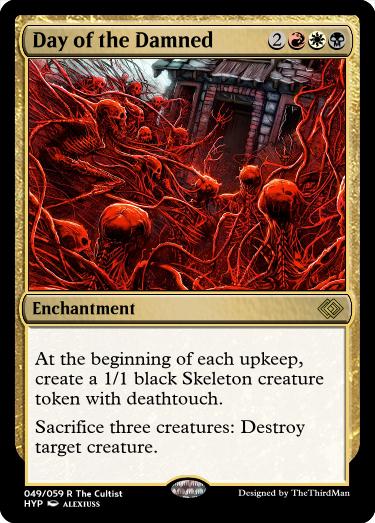 Day of the Damned 2
Enchantment
At the beginning of each upkeep,
create a 1/1 black Skeleton creature
token with deathtouch.
Sacrifice three creatures: Destroy
target creature.
049/059 R The Cultist Designed by TheThirdMan
HYP ALEXIUSS